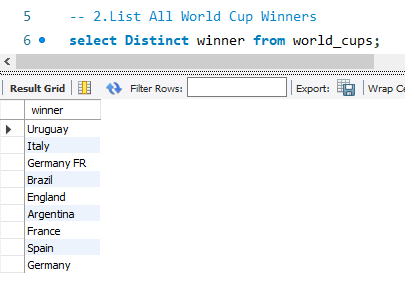 5 -- 2.List All World Cup Winners
6 select Distinct winner from world_cups;
Result Grid Filter Rows: Export: Wrap Ce
winner
Uruguay
Italy
Germany FR
Brazil
England
Argentina
France
Spain
Germany